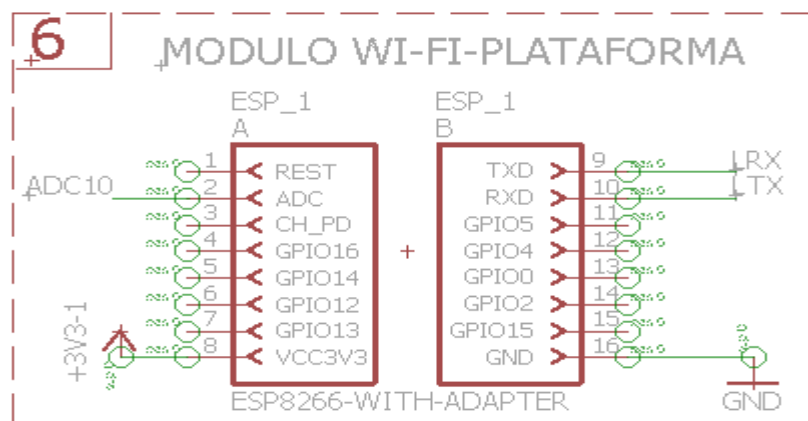 6
MODULO WI-FI-PLATAFORMA
ESP_1
A
1 REST
ADC10 2 ADC
3 CH_PD
4 GPIO16
5 GPIO14
6 GPIO12
7 GPIO13
+3V3-1 8 VCC3V3
ESP_1
B
TXD 9 LRX
RXD 10 LTX
GPIO5 11
GPIO4 12
GPIO0 13
GPIO2 14
GPIO15 15
GND 16
GND
ESP8266-WITH-ADAPTER